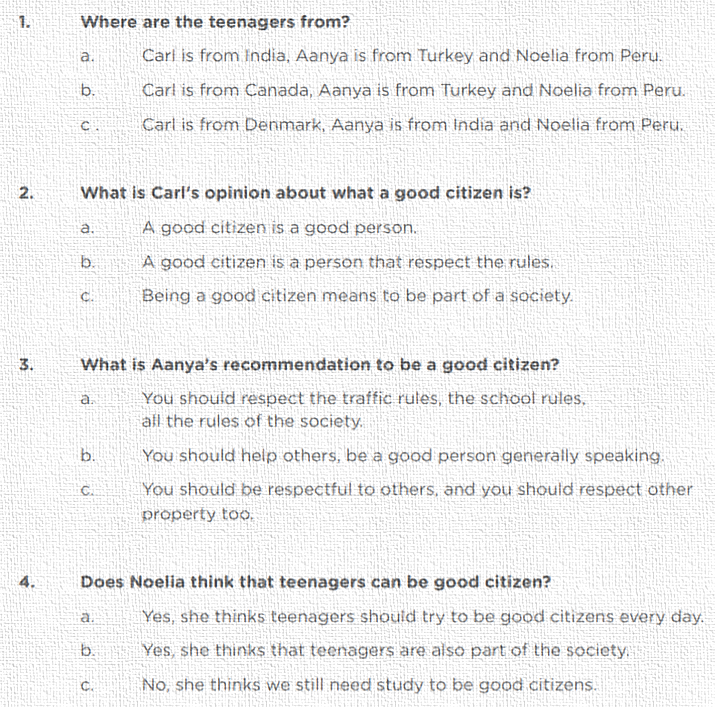 1. Where are the teenagers from?
a. Carl is from India, Aanya is from Turkey and Noelia from Peru.
b. Carl is from Canada, Aanya is from Turkey and Noelia from Peru.
c . Carl is from Denmark, Aanya is from India and Noelia from Peru.
2. What is Carl's opinion about what a good citizen is?
a. A good citizen is a good person.
b. A good citizen is a person that respect the rules.
c. Being a good citizen means to be part of a society.
3. What is Aanya's recommendation to be a good citizen?
a. You should respect the traffic rules, the school rules,
all the rules of the society.
b. You should help others, be a good person generally speaking.
c. You should be respectful to others, and you should respect other
property too.
4. Does Noelia think that teenagers can be good citizen?
a. Yes, she thinks teenagers should try to be good citizens every day.
b. Yes, she thinks that teenagers are also part of the society.
c. No, she thinks we still need study to be good citizens.